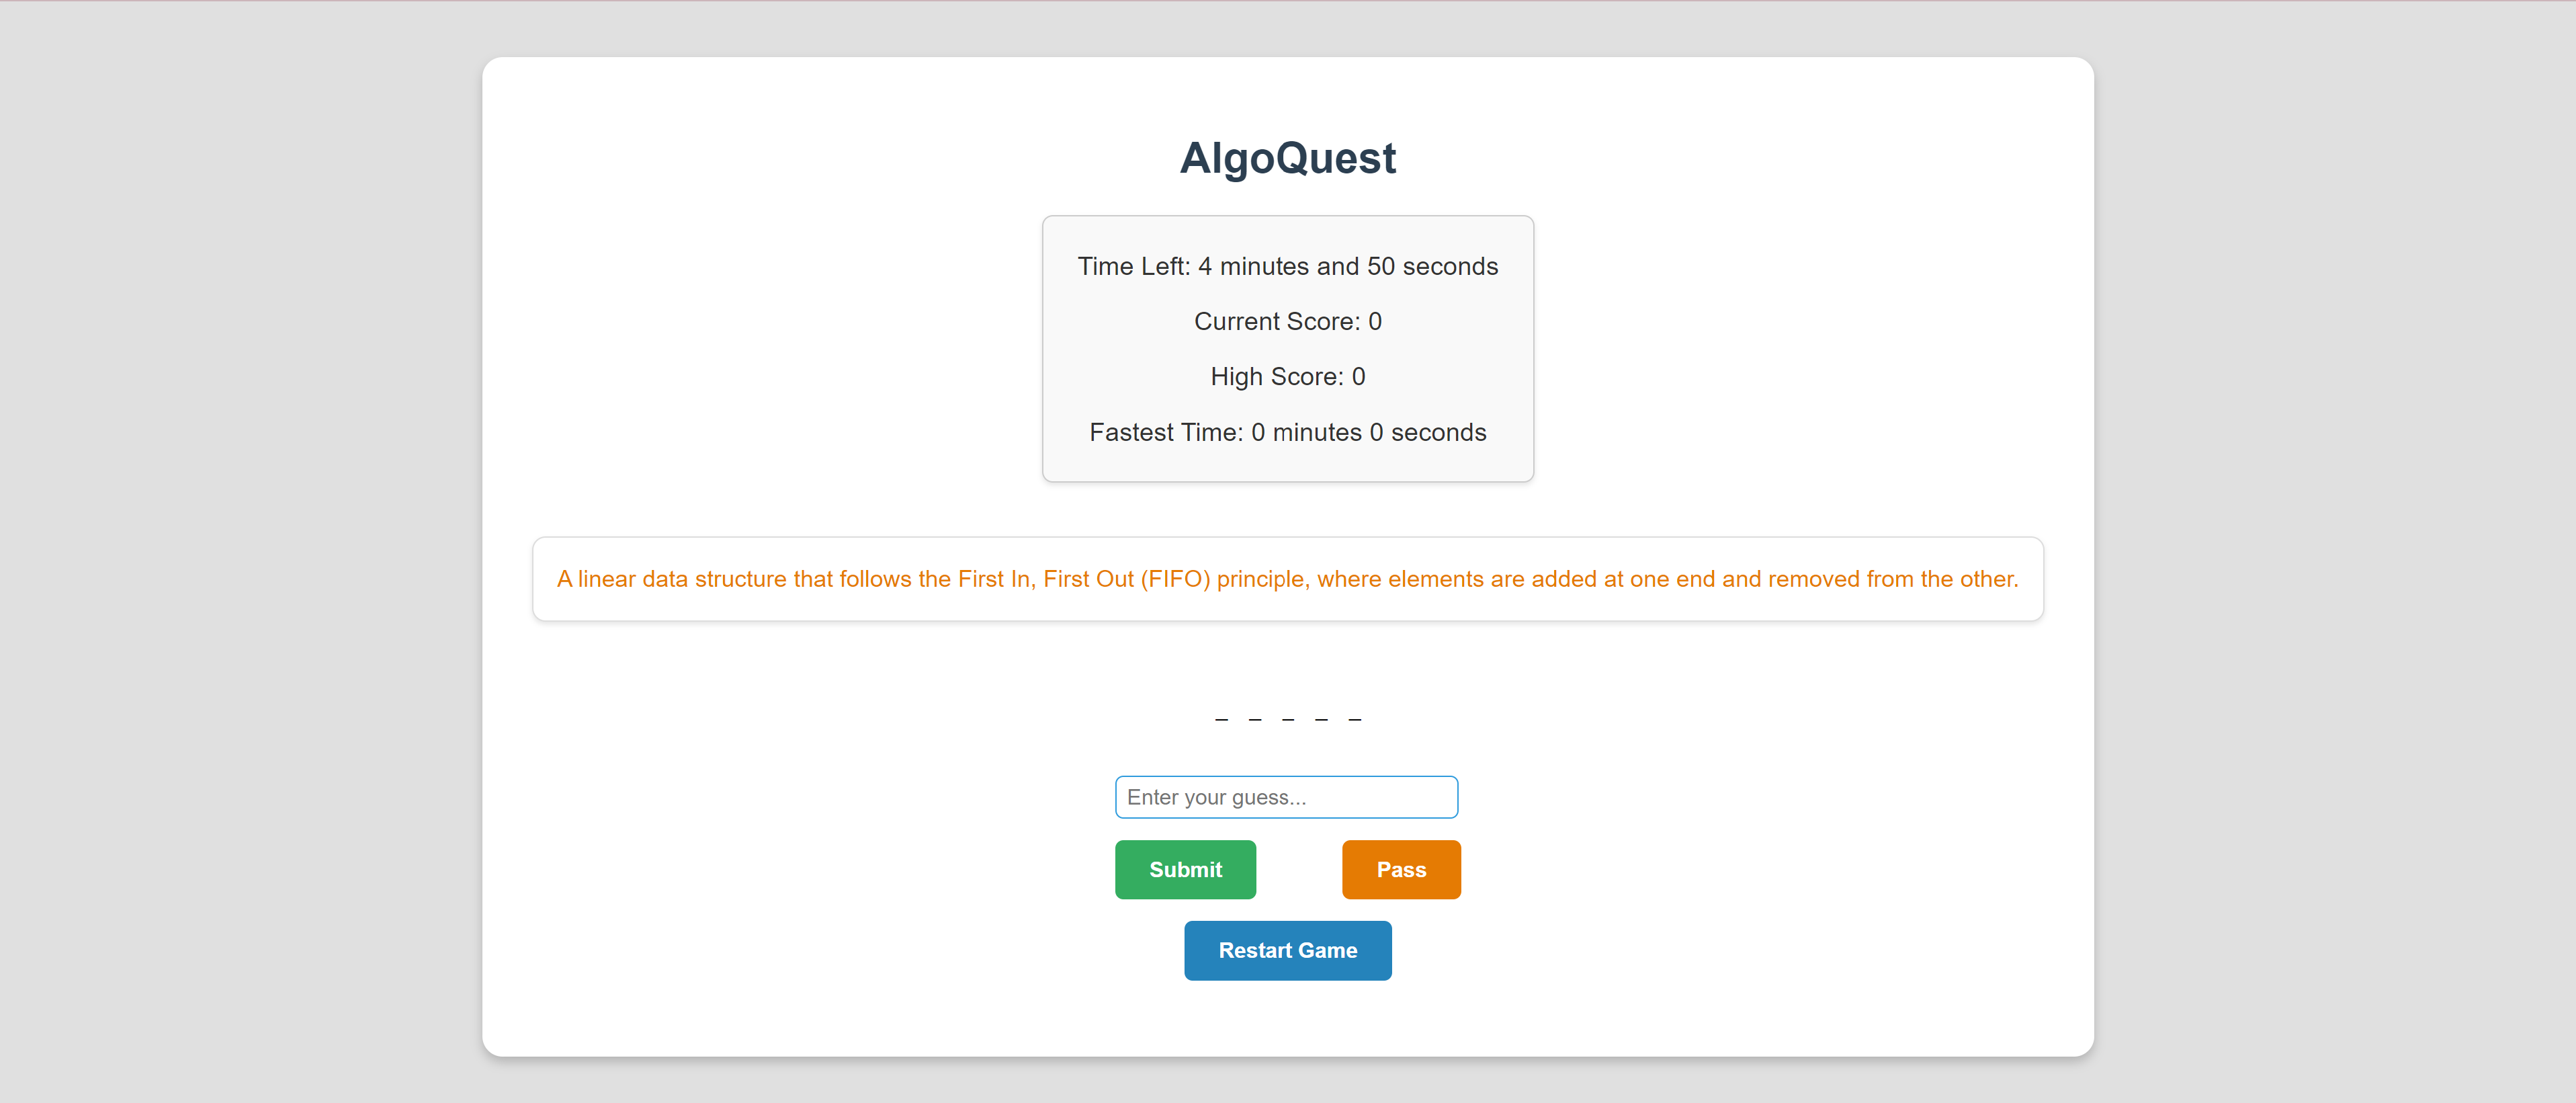 AlgoQuest
Time Left: 4 minutes and 50 seconds
Current Score: 0
High Score: 0
Fastest Time: 0 minutes 0 seconds
A linear data structure that follows the First In, First Out (FIFO) principle, where elements are added at one end and removed from the other.
_ _ _ _ _
Enter your guess...
Submit Pass
Restart Game